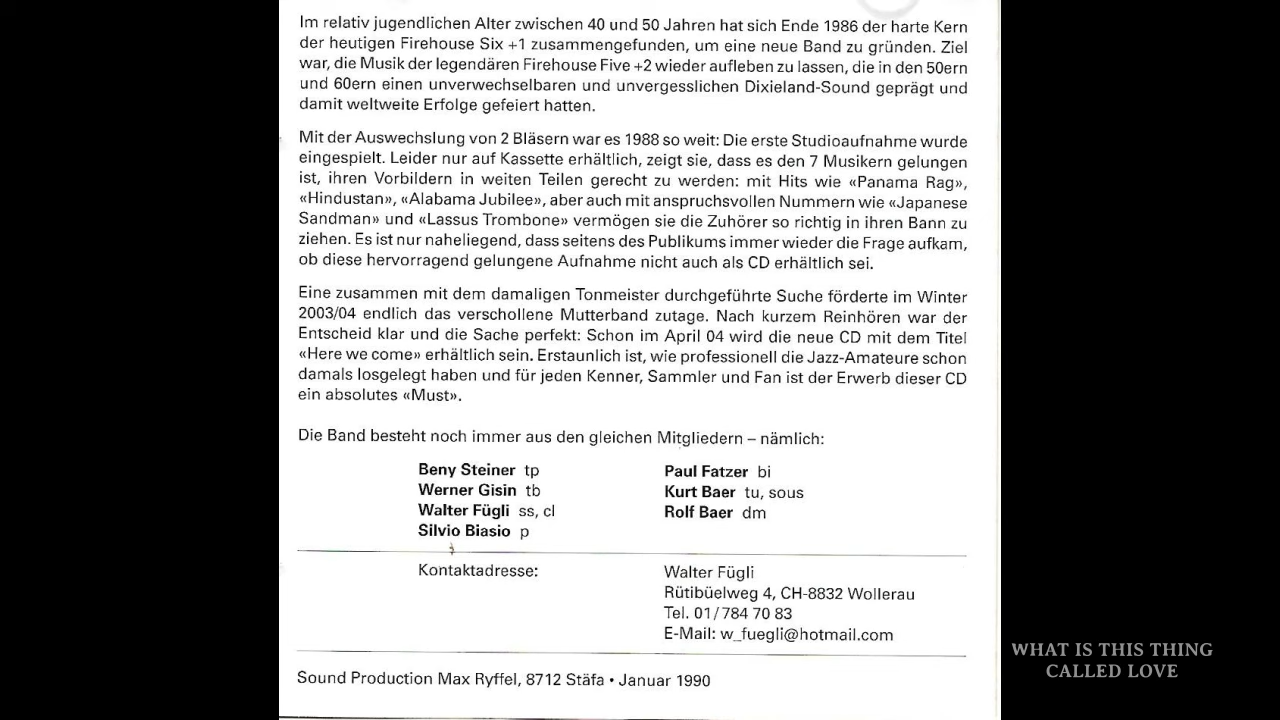 Im relativ jugendlichen Alter zwischen 40 und 50 Jahren hat sich Ende 1986 der harte Kern
der heutigen Firehouse Six +1 zusammengefunden, um eine neue Band zu gründen. Ziel
war, die Musik der legendären Firehouse Five +2 wieder aufleben zu lassen, die in den 50ern
und 60ern einen unverwechselbaren und unvergesslichen Dixieland-Sound geprägt und
damit weltweite Erfolge gefeiert hatten.
Mit der Auswechslung von 2 Bläsern war es 1988 so weit: Die erste Studioaufnahme wurde
eingespielt. Leider nur auf Kassette erhältlich, zeigt sie, dass es den 7 Musikern gelungen
ist, ihren Vorbildern in weiten Teilen gerecht zu werden: mit Hits wie «Panama Rag»,
«Hindustan», «Alabama Jubilee», aber auch mit anspruchsvollen Nummern wie «Japanese
Sandman» und «Lassus Trombone» vermögen sie die Zuhörer so richtig in ihren Bann zu
ziehen. Es ist nur naheliegend, dass seitens des Publikums immer wieder die Frage aufkam,
ob diese hervorragend gelungene Aufnahme nicht auch als CD erhältlich sei.
Eine zusammen mit dem damaligen Tonmeister durchgeführte Suche förderte im Winter
2003/04 endlich das verschollene Mutterband zutage. Nach kurzem Reinhören war der
Entscheid klar und die Sache perfekt: Schon im April 04 wird die neue CD mit dem Titel
«Here we come» erhältlich sein. Erstaunlich ist, wie professionell die Jazz-Amateure schon
damals losgelegt haben und für jeden Kenner, Sammler und Fan ist der Erwerb dieser CD
ein absolutes «Must».
Die Band besteht noch immer aus den gleichen Mitgliedern – nämlich:
Beny Steiner tp
Werner Gisin tb
Walter Fügli ss, cl
Silvio Biasio p
Paul Fatzer bi
Kurt Baer tu, sous
Rolf Baer dm
Kontaktadresse:
Walter Fügli
Rütibüelweg 4, CH-8832 Wollerau
Tel. 01/784 70 83
E-Mail: w_fuegli@hotmail.com
Sound Production Max Ryffel, 8712 Stäfa • Januar 1990
WHAT IS THIS THING
CALLED LOVE